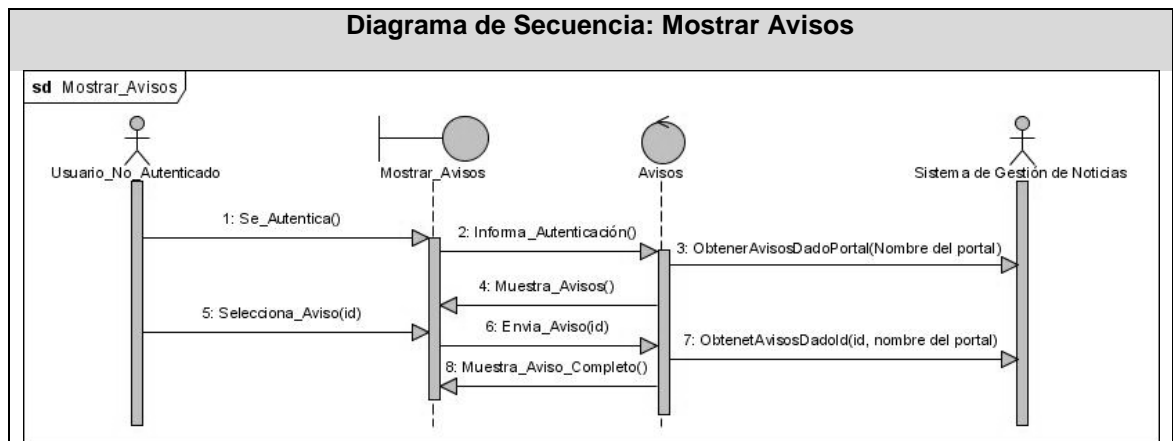 Diagrama de Secuencia: Mostrar Avisos
sd Mostrar_Avisos
Usuario_No_Autenticado
Mostrar_Avisos
Avisos
Sistema de Gestión de Noticias
1: Se_Autentica()
2: Informa_Autenticación()
3: ObtenerAvisosDadoPortal(Nombre del portal)
4: Muestra_Avisos()
5: Selecciona_Aviso(id)
6: Envia_Aviso(id)
7: ObtenetAvisosDadoId(id, nombre del portal)
8: Muestra_Aviso_Completo()